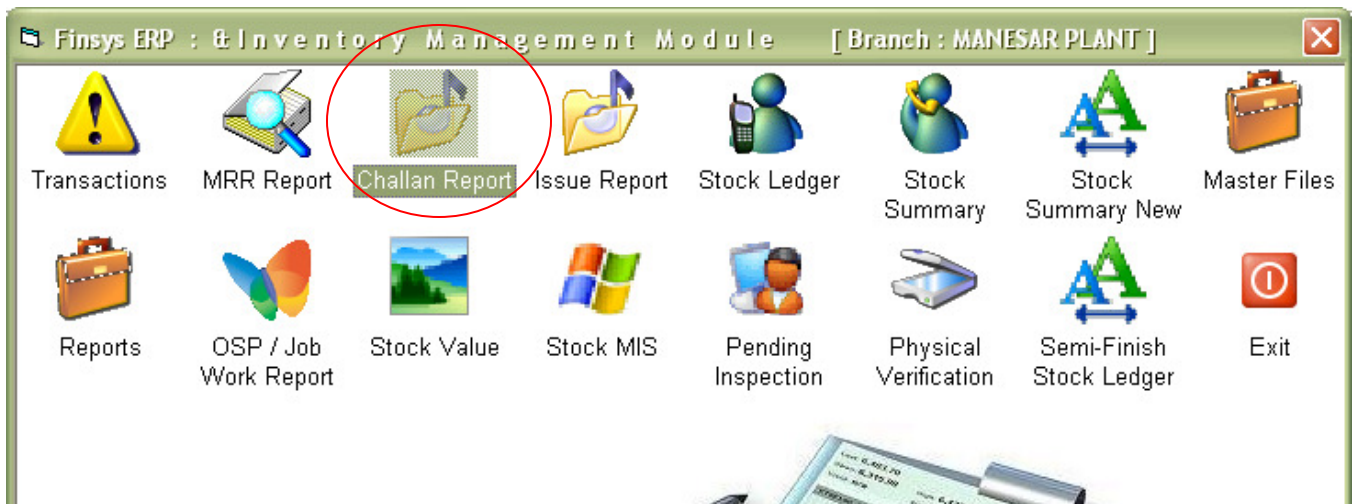 Finsys ERP : &Inventory Management Module [ Branch : MANESAR PLANT ]
Transactions MRR Report Challan Report Issue Report Stock Ledger Stock Summary Stock Summary New Master Files
Reports OSP / Job Work Report Stock Value Stock MIS Pending Inspection Physical Verification Semi-Finish Stock Ledger Exit